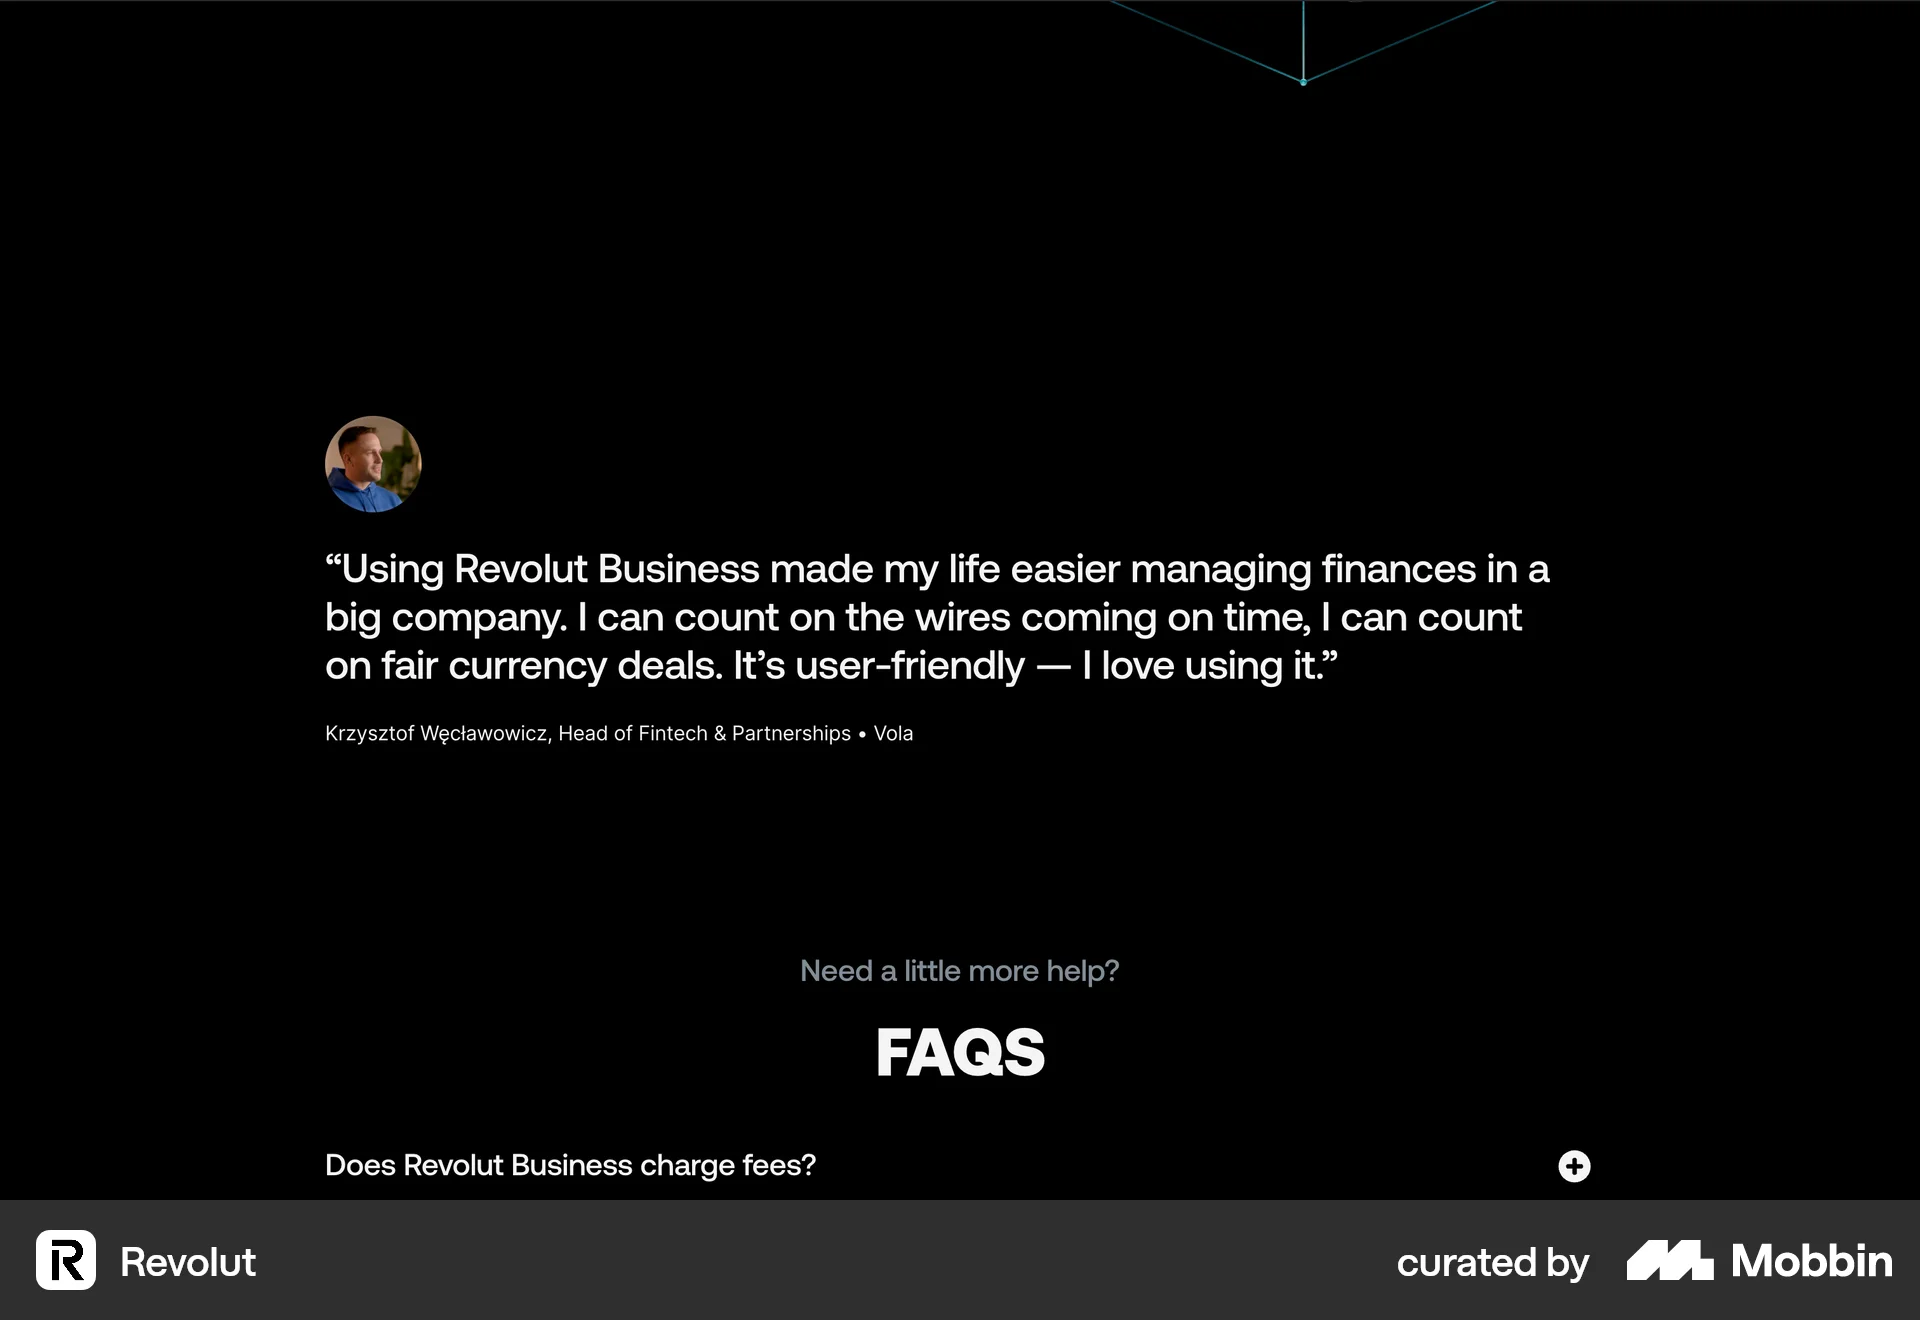 “Using Revolut Business made my life easier managing finances in a
big company. I can count on the wires coming on time, I can count
on fair currency deals. It’s user-friendly — I love using it.”
Krzysztof Węcławowicz, Head of Fintech & Partnerships • Vola
Need a little more help?
FAQS
Does Revolut Business charge fees?
Revolut
curated by Mobbin